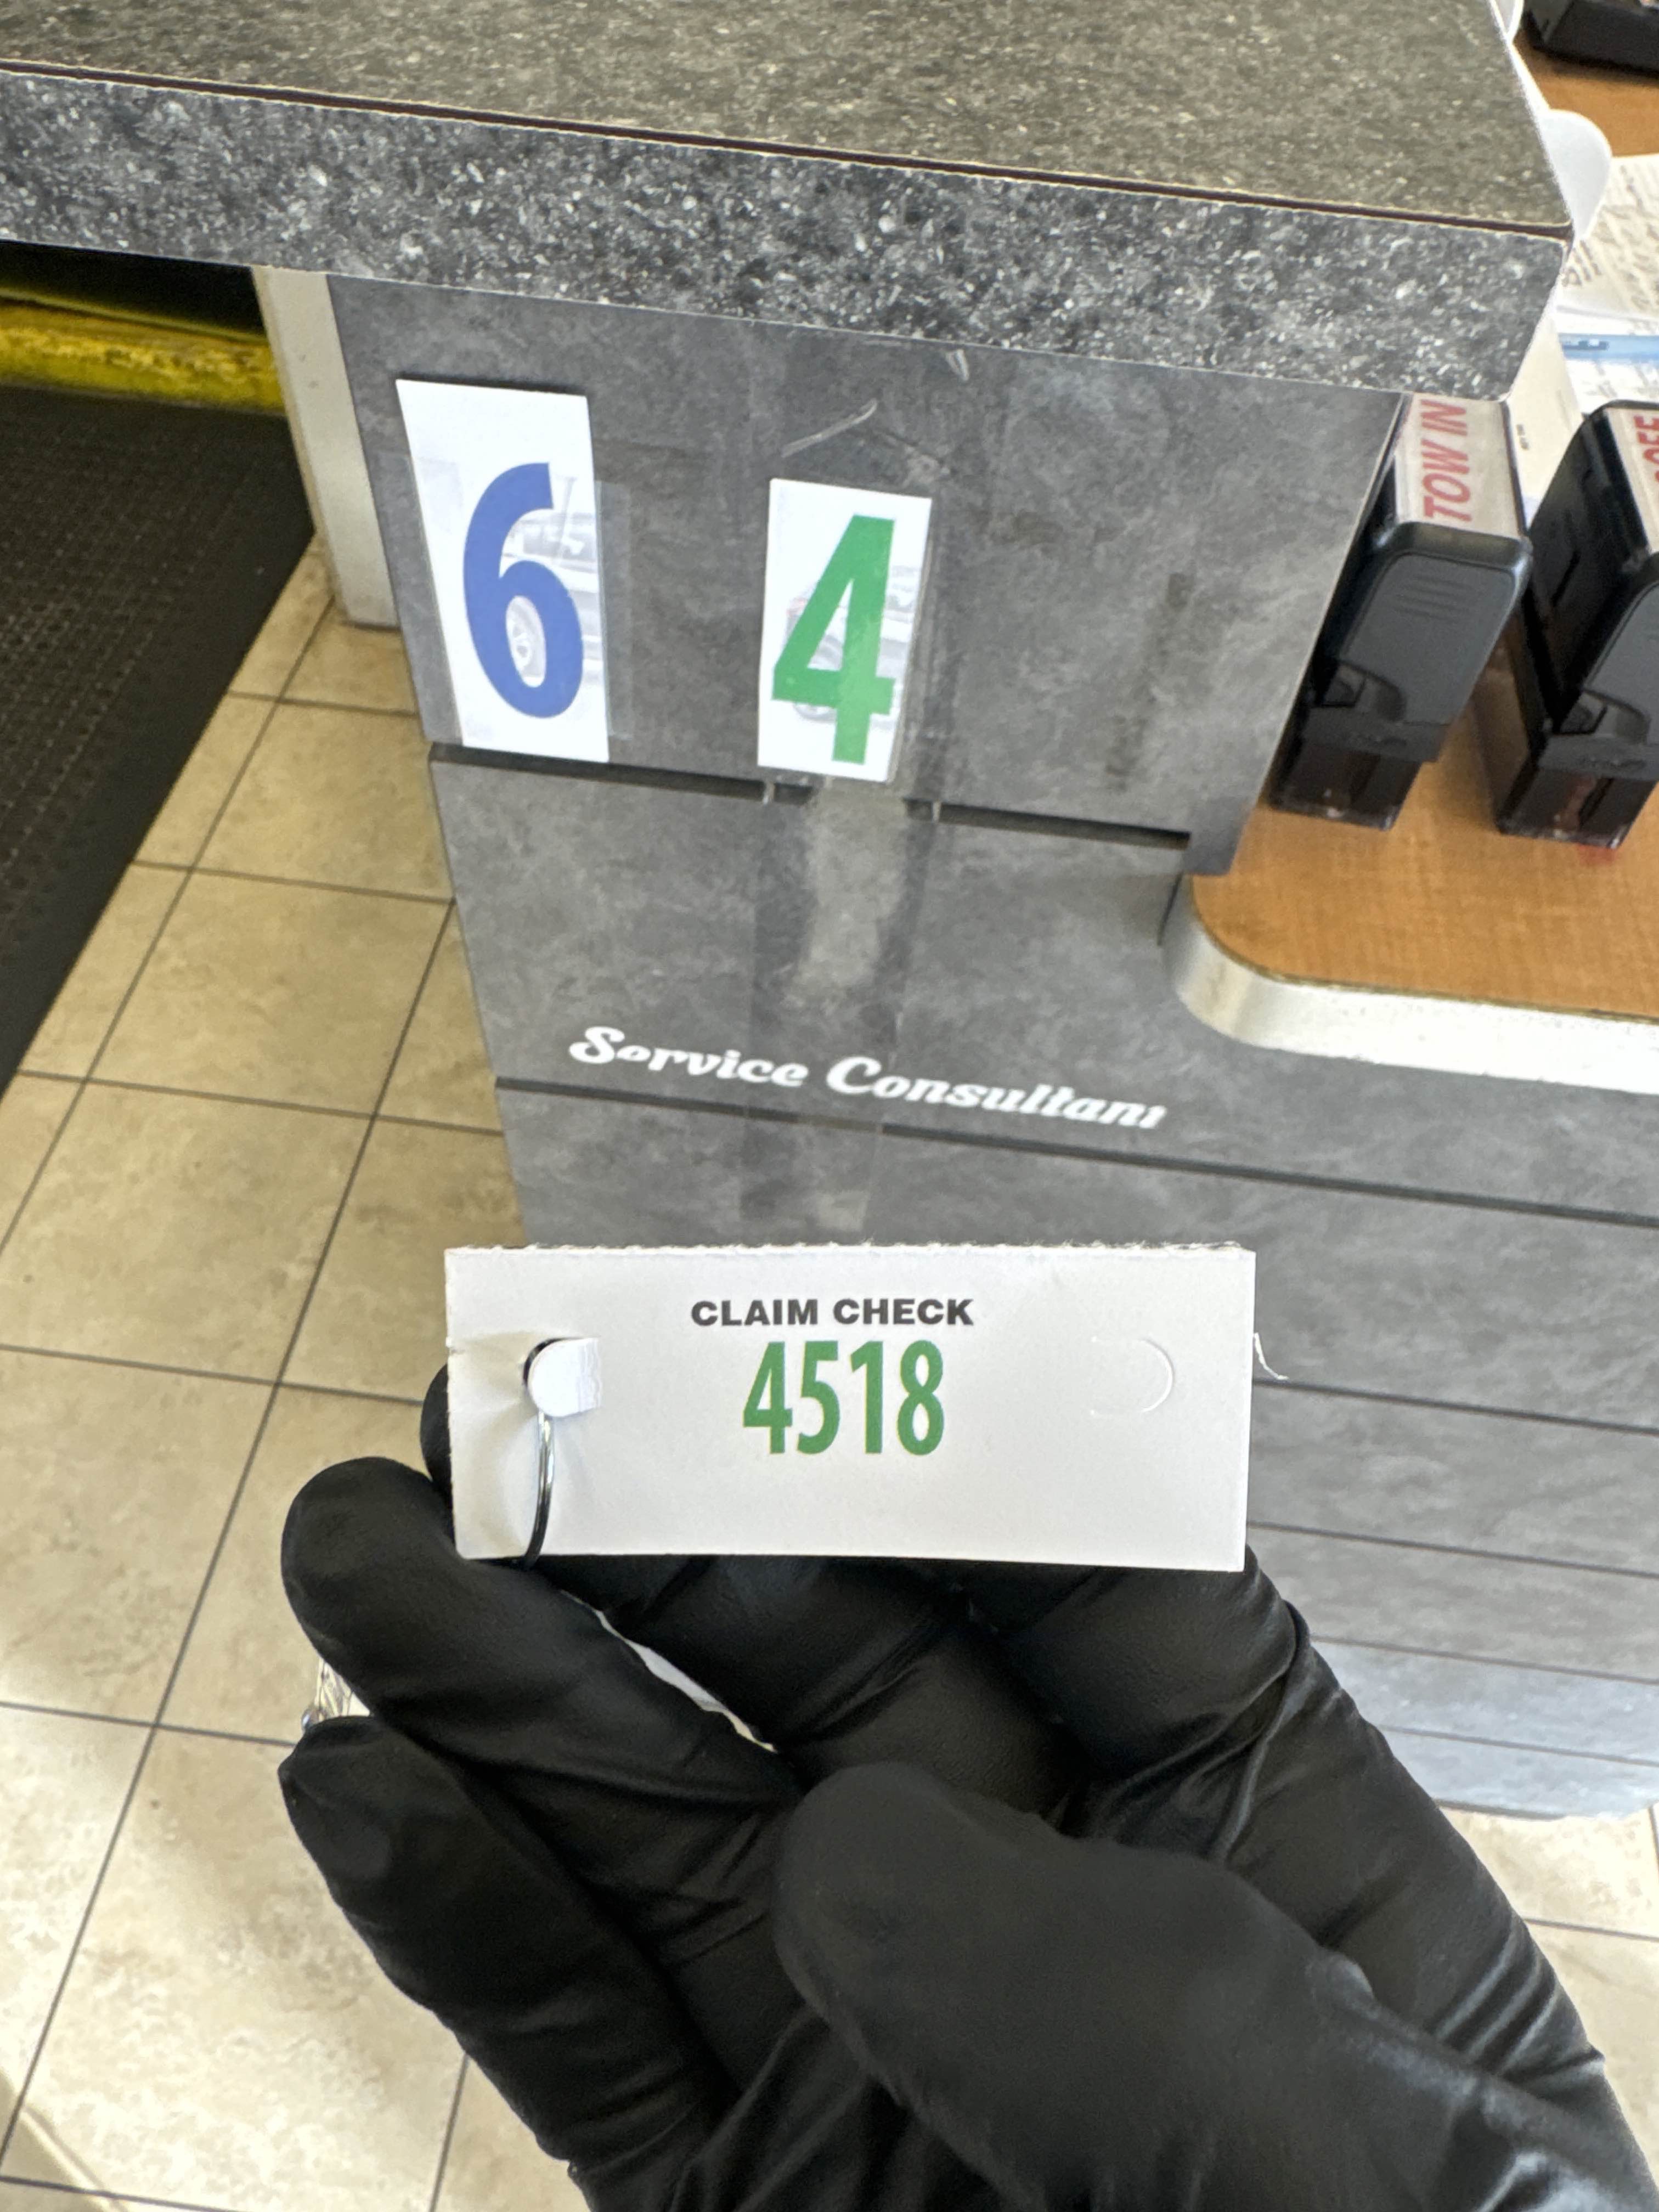 6 4
TOW IN
Service Consultant
CLAIM CHECK
4518